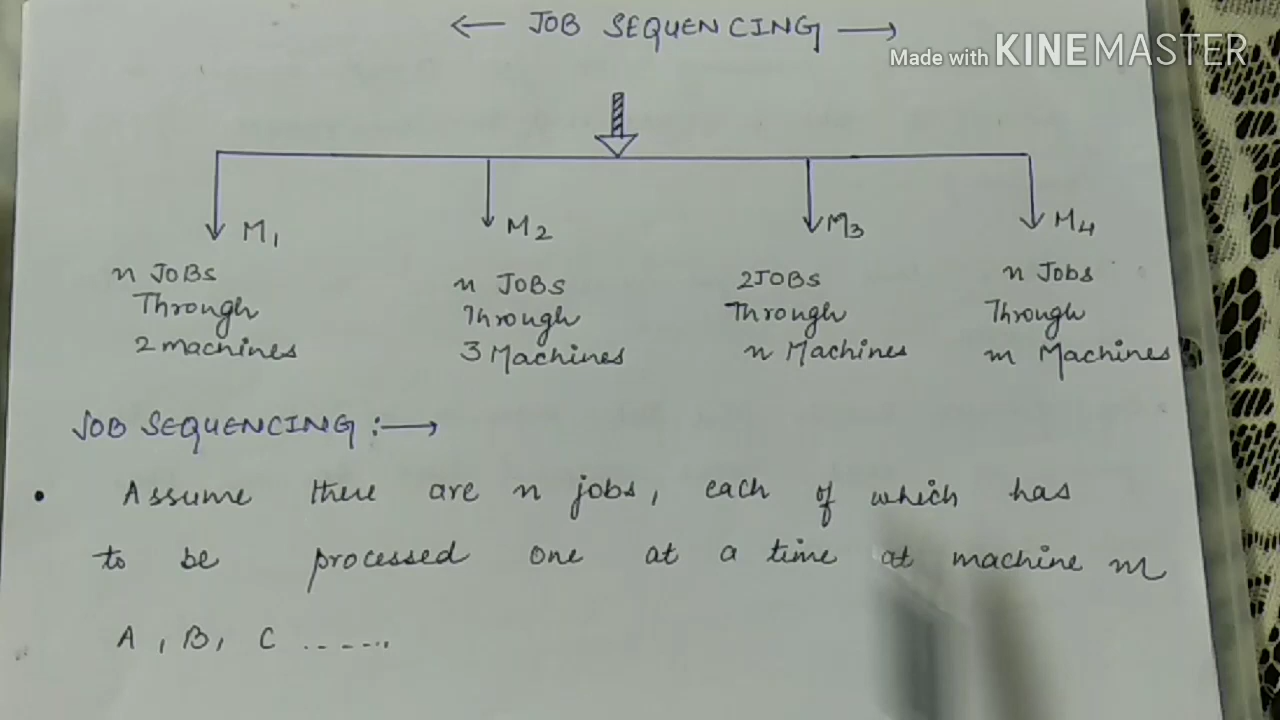 ← JOB SEQUENCING →
Made with KINEMASTER
M1
M2
M3
M4
n JOBS
Through
2 machines
n JOBS
Through
3 Machines
2 JOBS
Through
n Machines
n Jobs
Through
m Machines
JOB SEQUENCING :→
• Assume there are n jobs, each of which has
to be processed one at a time at machine m
A, B, C ......